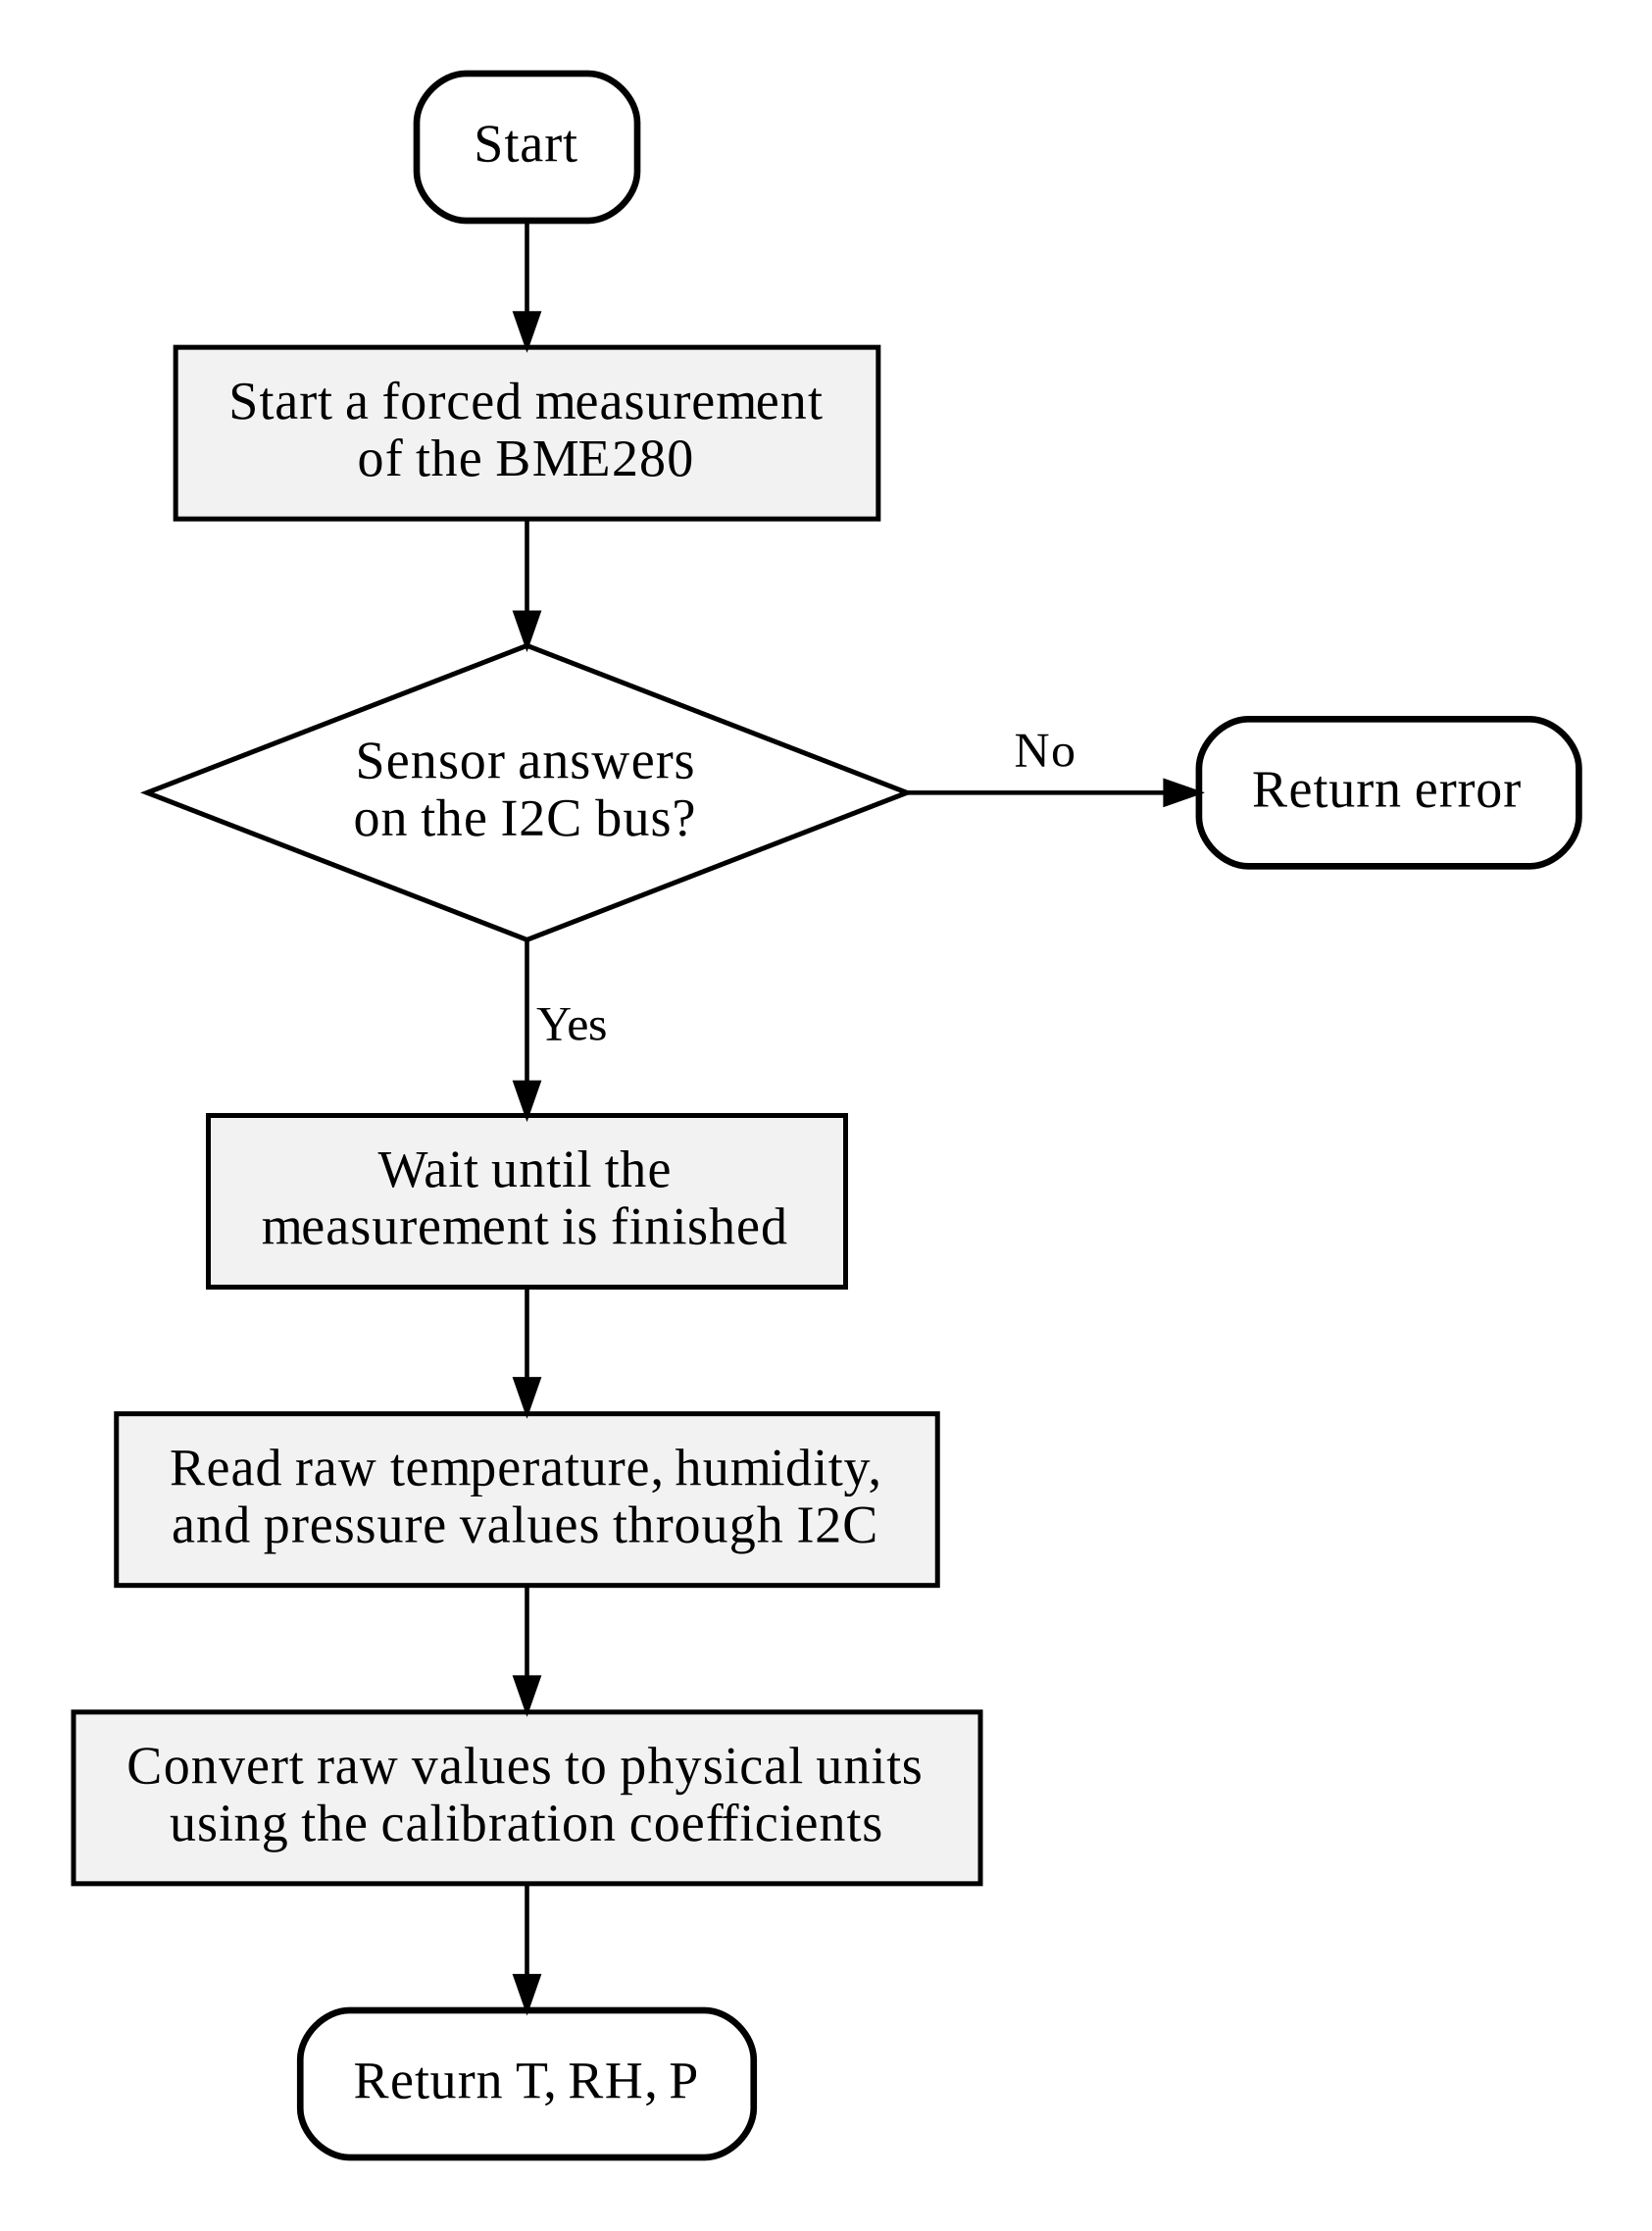 Start
Start a forced measurement
of the BME280
Sensor answers
on the I2C bus?
No
Return error
Yes
Wait until the
measurement is finished
Read raw temperature, humidity,
and pressure values through I2C
Convert raw values to physical units
using the calibration coefficients
Return T, RH, P